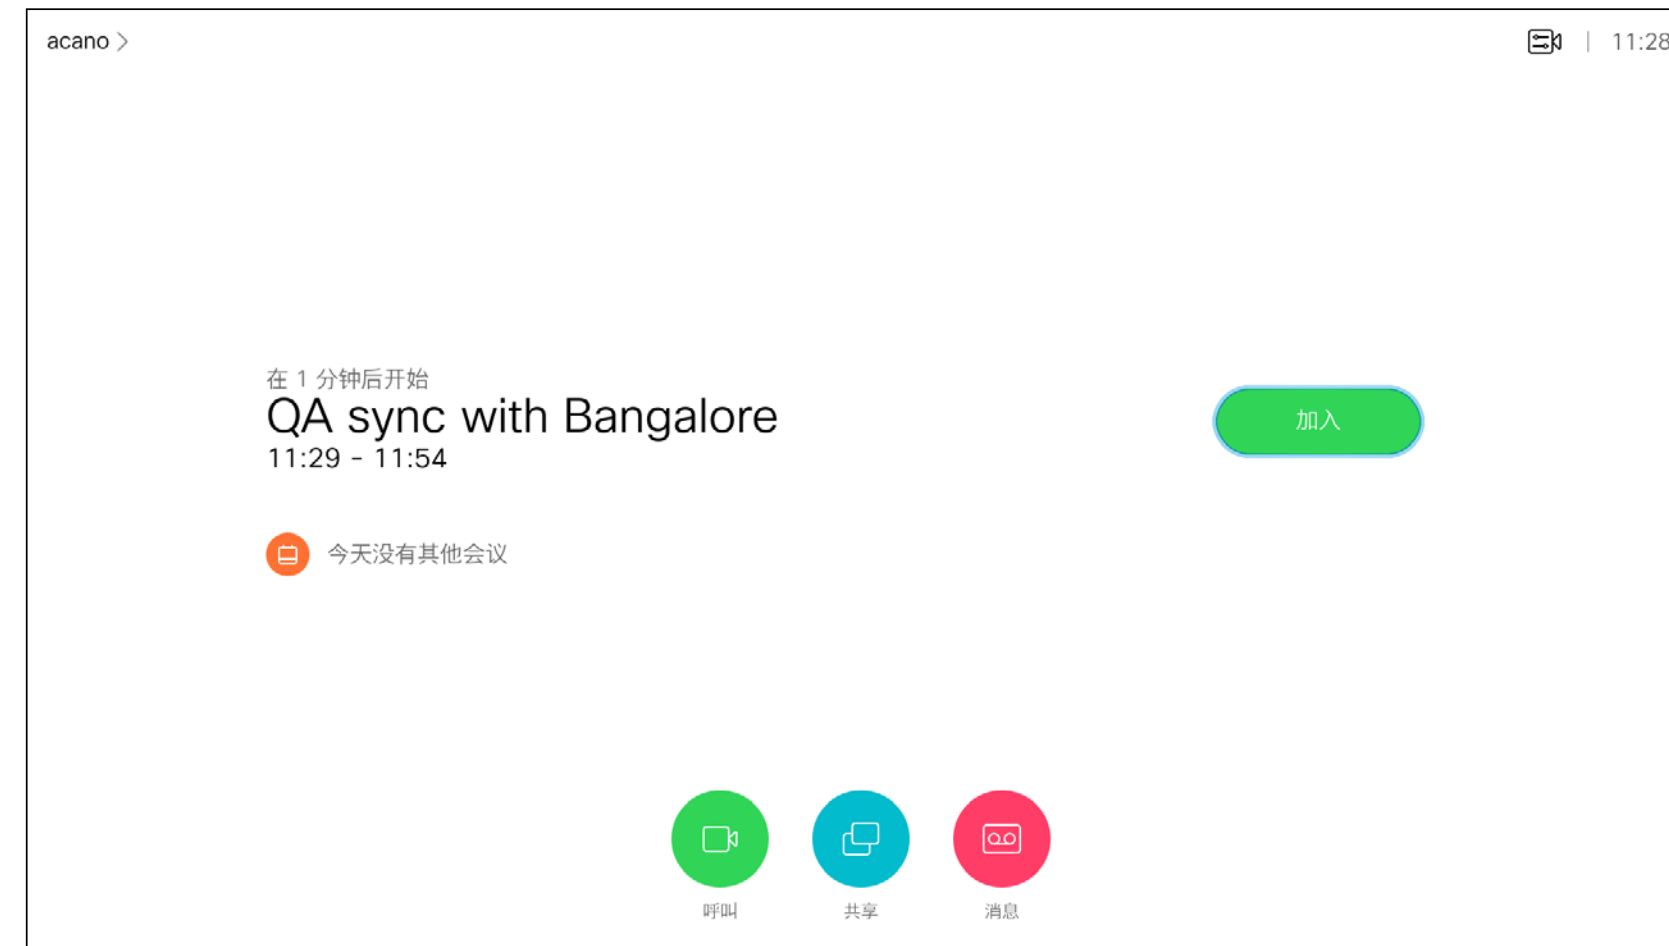 acano
11:28
在 1 分钟后开始
QA sync with Bangalore
11:29 - 11:54
加入
今天没有其他会议
呼叫
共享
消息